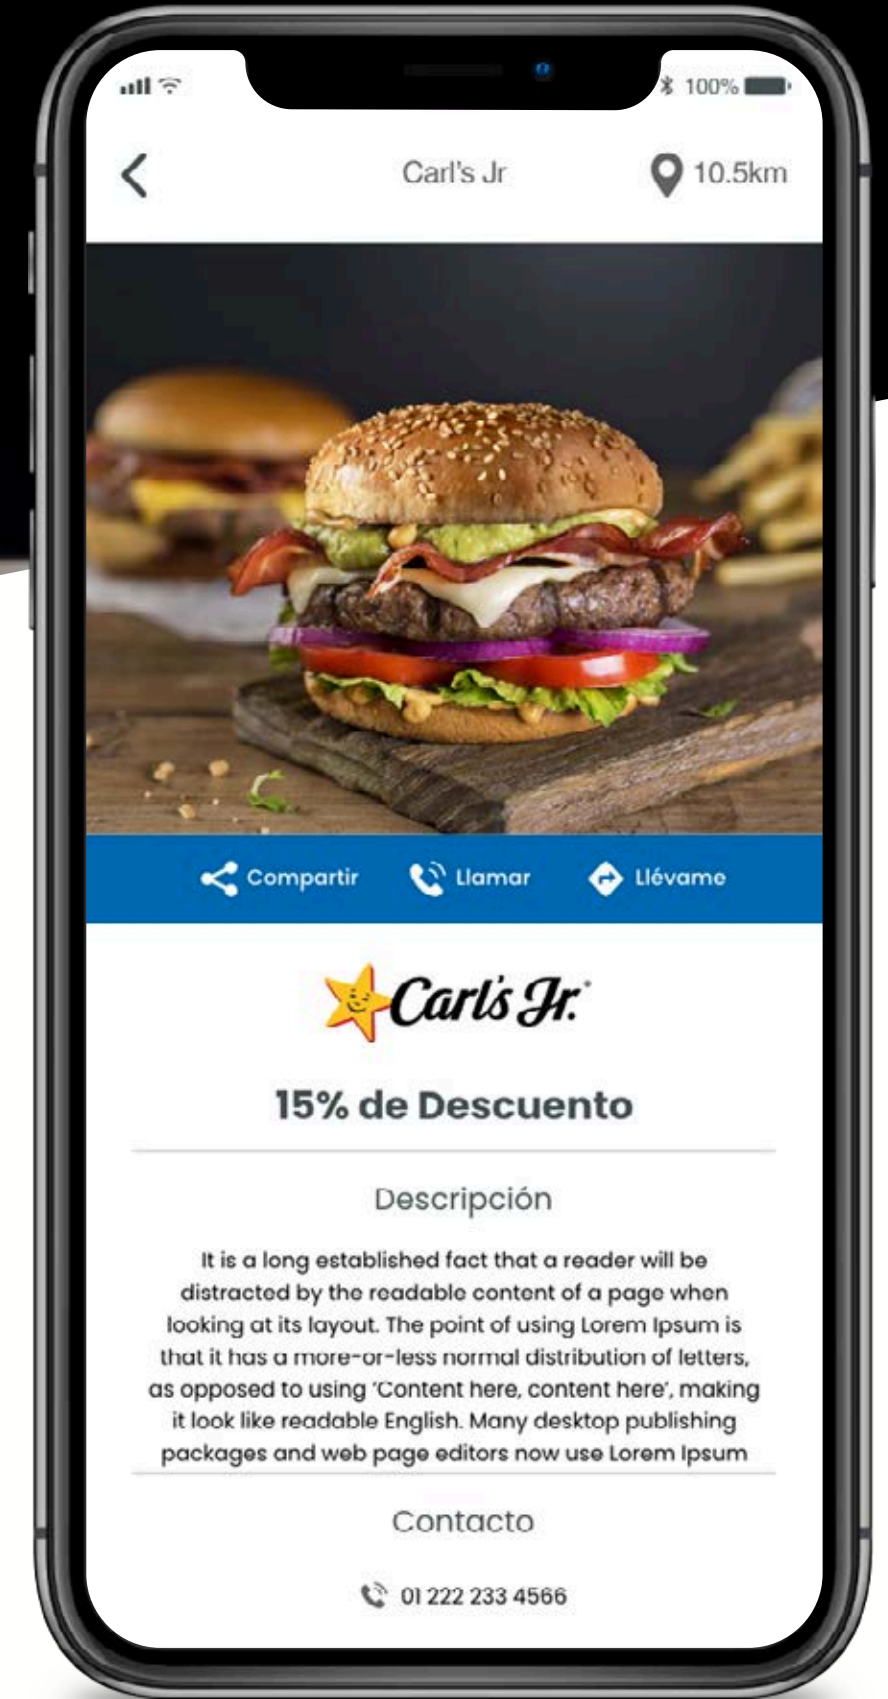 100%
Carl's Jr
10.5km
Compartir
Llamar
Llévame
Carl's Jr.
15% de Descuento
Descripción
It is a long established fact that a reader will be
distracted by the readable content of a page when
looking at its layout. The point of using Lorem Ipsum is
that it has a more-or-less normal distribution of letters,
as opposed to using 'Content here, content here', making
it look like readable English. Many desktop publishing
packages and web page editors now use Lorem Ipsum
Contacto
01 222 233 4566